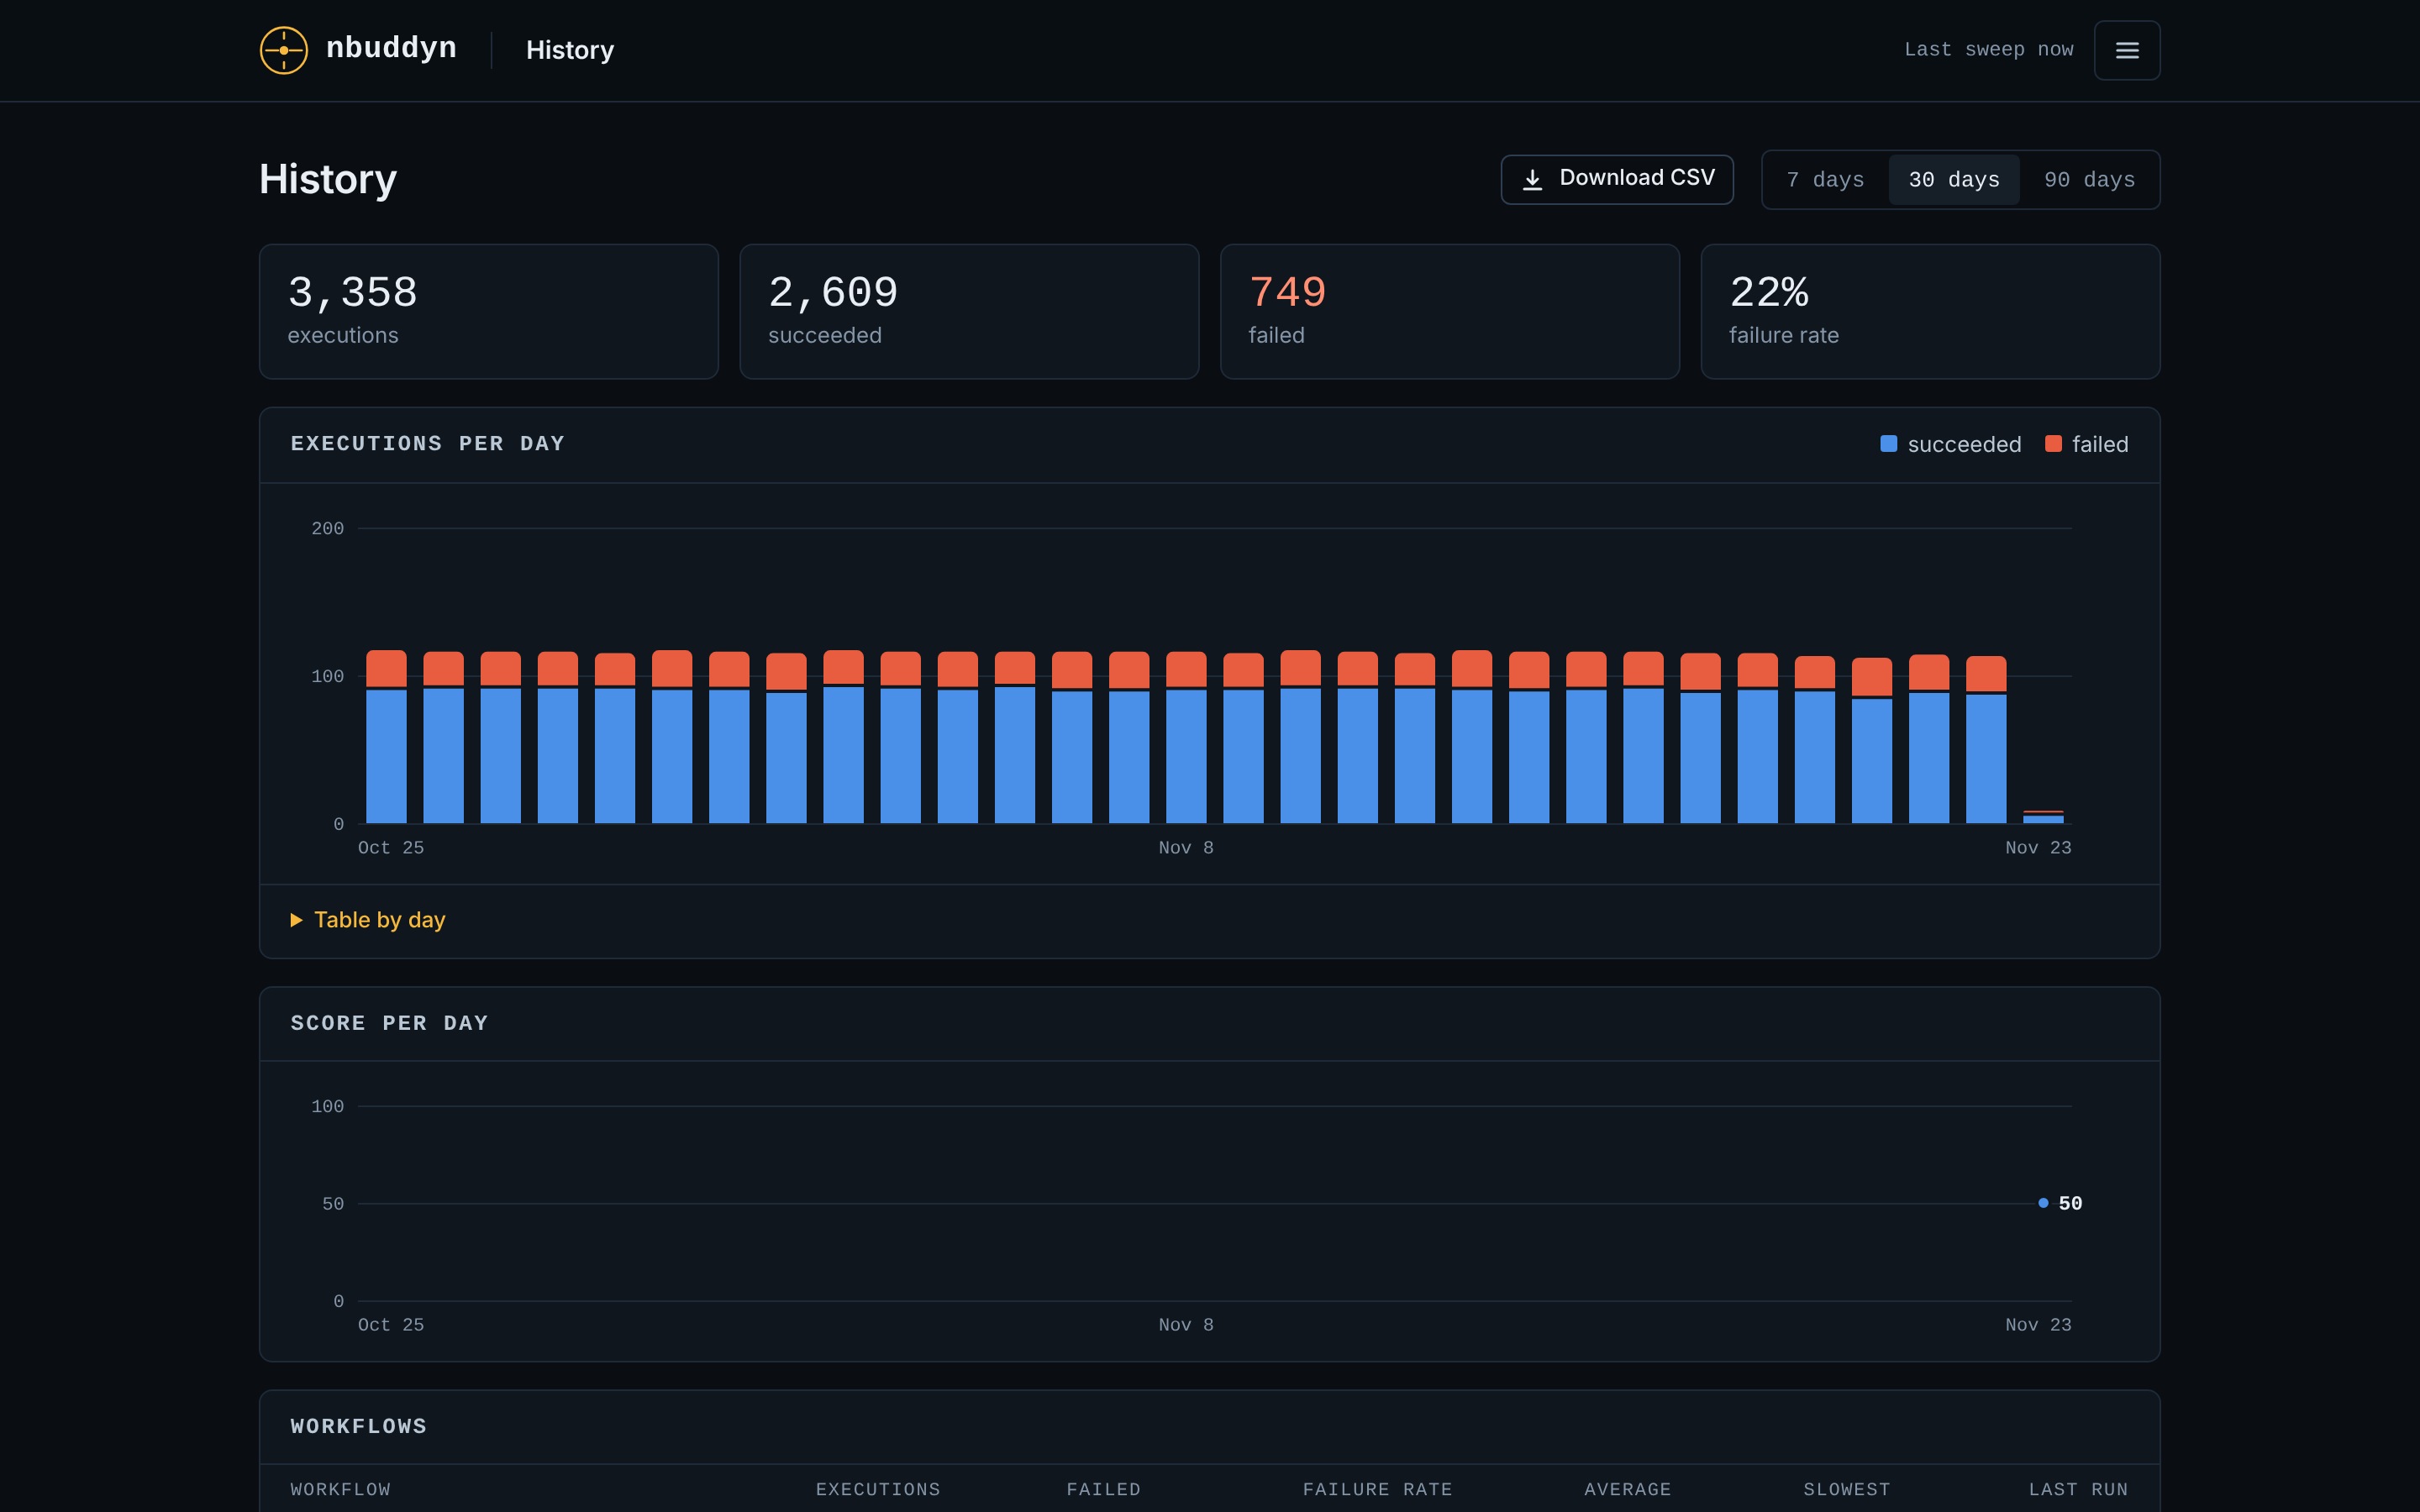 nbuddyn
History
Last sweep now
History
Download CSV
7 days
30 days
90 days
3,358
executions
2,609
succeeded
749
failed
22%
failure rate
EXECUTIONS PER DAY
succeeded
failed
200
100
0
Oct 25
Nov 8
Nov 23
Table by day
SCORE PER DAY
100
50
50
0
Oct 25
Nov 8
Nov 23
WORKFLOWS
WORKFLOW
EXECUTIONS
FAILED
FAILURE RATE
AVERAGE
SLOWEST
LAST RUN